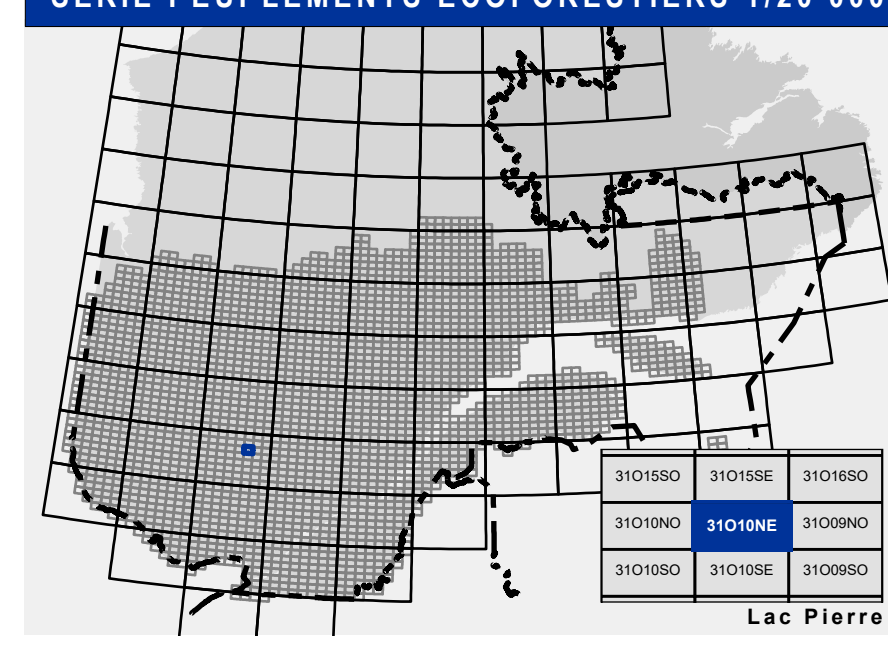 SÉRIE PEUPLEMENTS ÉCOFORESTIERS 1/20 000
31O15SO 31O15SE 31O16SO
31O10NO 31O10NE 31O09NO
31O10SO 31O10SE 31O09SO
Lac Pierre